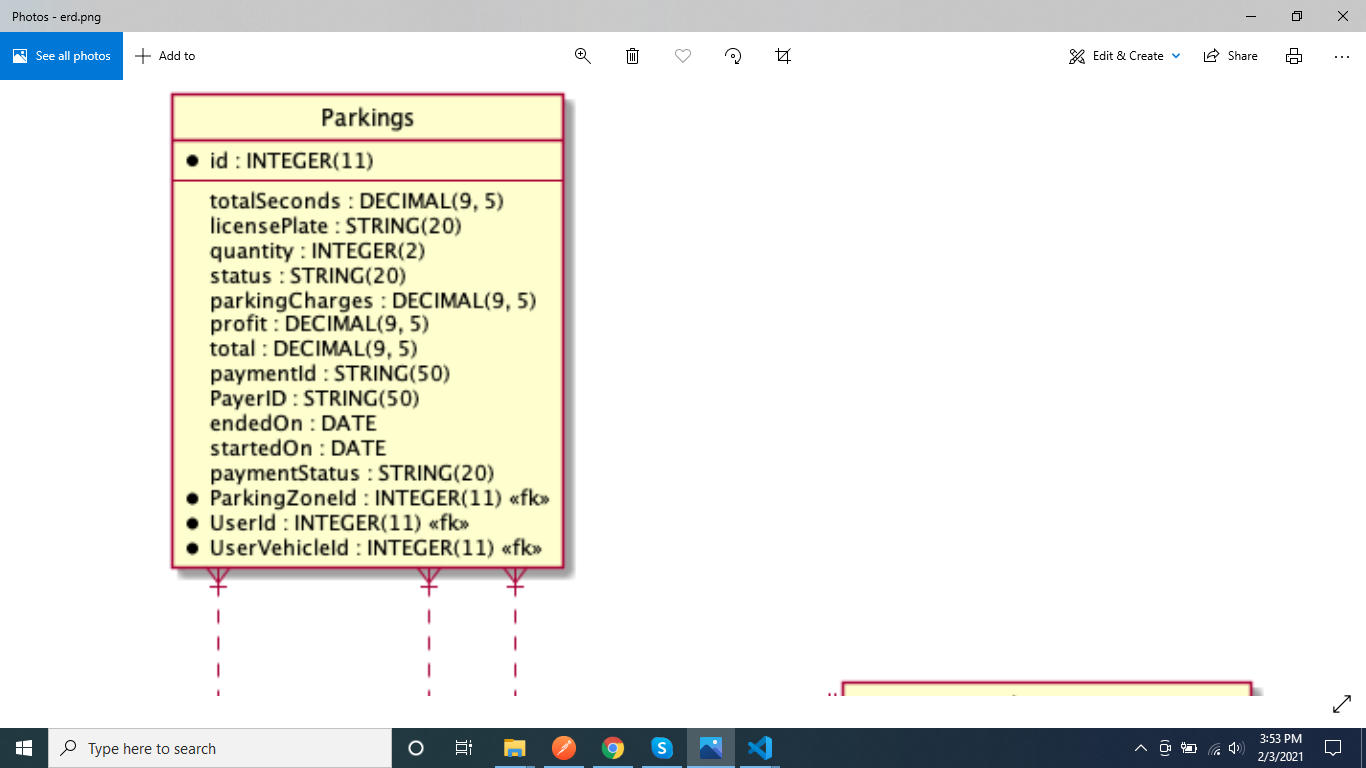 Photos - erd.png
See all photos
Add to
Edit & Create
Share
Parkings
id : INTEGER(11)
totalSeconds : DECIMAL(9, 5)
licensePlate : STRING(20)
quantity : INTEGER(2)
status : STRING(20)
parkingCharges : DECIMAL(9, 5)
profit : DECIMAL(9, 5)
total : DECIMAL(9, 5)
paymentId : STRING(50)
PayerID : STRING(50)
endedOn : DATE
startedOn : DATE
paymentStatus : STRING(20)
ParkingZoneId : INTEGER(11) «fk»
UserId : INTEGER(11) «fk»
UserVehicleId : INTEGER(11) «fk»
Type here to search
3:53 PM
2/3/2021